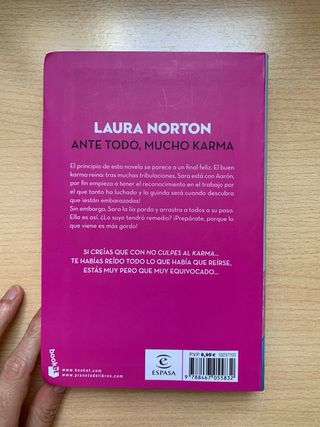 LAURA NORTON
ANTE TODO, MUCHO KARMA
El principio de esta novela se parece a un final feliz. El buen
karma reina: tras muchas tribulaciones, Sara está con Aarón,
por fin empieza a tener el reconocimiento en el trabajo por
el que tanto ha luchado y la guinda será cuando descubra
que ¡están embarazados!
Sin embargo, Sara la lía parda y arrastra a todos a su paso.
Ella es así. ¿Lo suyo tendrá remedio? ¡Prepárate, porque lo
que viene es más gordo!
SI CREÍAS QUE CON NO CULPES AL KARMA...
TE HABÍAS REÍDO TODO LO QUE HABÍA QUE REÍRSE,
ESTÁS MUY PERO QUE MUY EQUIVOCADO...
booket
www.booket.com
www.planetadelibros.com
ESPASA
P.V.P. 6,95 € 10237703
9 788467 055832